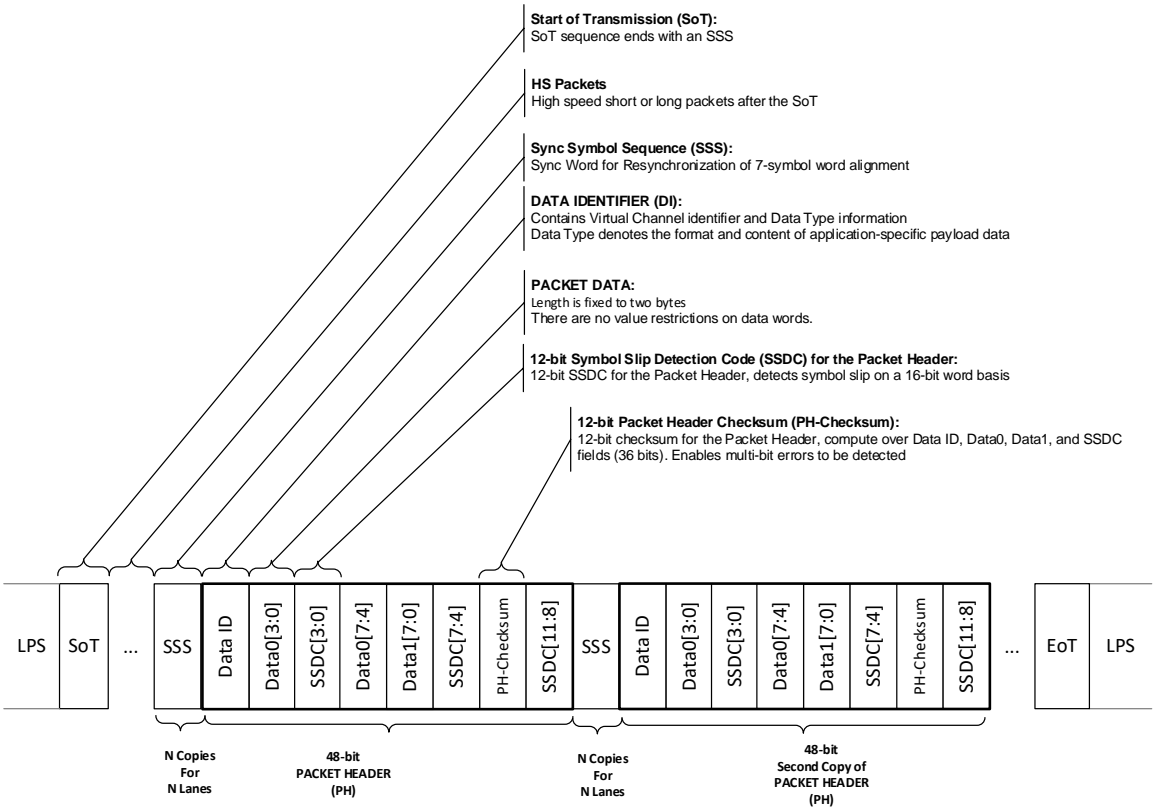 Start of Transmission (SoT):
SoT sequence ends with an SSS
HS Packets
High speed short or long packets after the SoT
Sync Symbol Sequence (SSS):
Sync Word for Resynchronization of 7-symbol word alignment
DATA IDENTIFIER (DI):
Contains Virtual Channel identifier and Data Type information
Data Type denotes the format and content of application-specific payload data
PACKET DATA:
Length is fixed to two bytes
There are no value restrictions on data words.
12-bit Symbol Slip Detection Code (SSDC) for the Packet Header:
12-bit SSDC for the Packet Header, detects symbol slip on a 16-bit word basis
12-bit Packet Header Checksum (PH-Checksum):
12-bit checksum for the Packet Header, compute over Data ID, Data0, Data1, and SSDC
fields (36 bits). Enables multi-bit errors to be detected
LPS
SoT
...
SSS
Data ID
Data0[3:0]
SSDC[3:0]
Data0[7:4]
Data1[7:0]
SSDC[7:4]
PH-Checksum
SSDC[11:8]
SSS
Data ID
Data0[3:0]
SSDC[3:0]
Data0[7:4]
Data1[7:0]
SSDC[7:4]
PH-Checksum
SSDC[11:8]
...
EoT
LPS
N Copies
For
N Lanes
48-bit
PACKET HEADER
(PH)
N Copies
For
N Lanes
48-bit
Second Copy of
PACKET HEADER
(PH)